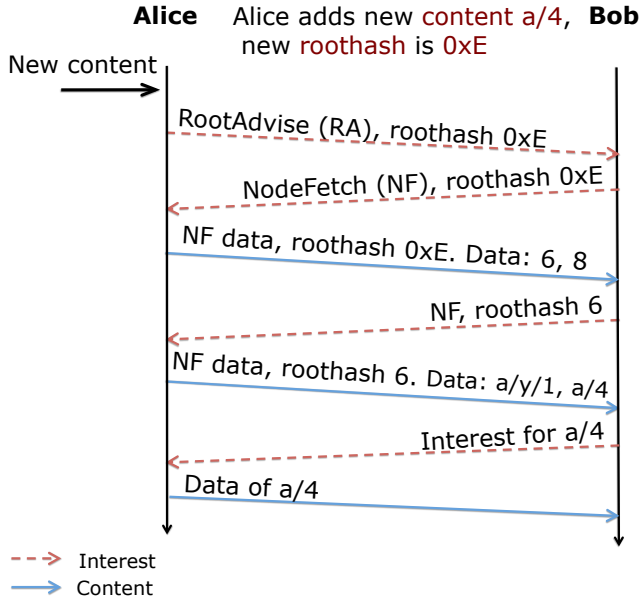 Alice
Alice adds new content a/4,
new roothash is 0xE
Bob
New content
RootAdvise (RA), roothash 0xE
NodeFetch (NF), roothash 0xE
NF data, roothash 0xE. Data: 6, 8
NF, roothash 6
NF data, roothash 6. Data: a/y/1, a/4
Interest for a/4
Data of a/4
Interest
Content